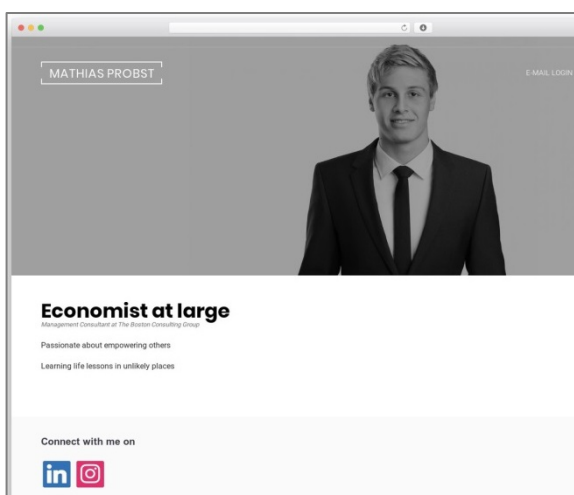 MATHIAS PROBST
E-MAIL LOGIN
Economist at large
Management Consultant at The Boston Consulting Group
Passionate about empowering others
Learning life lessons in unlikely places
Connect with me on
in